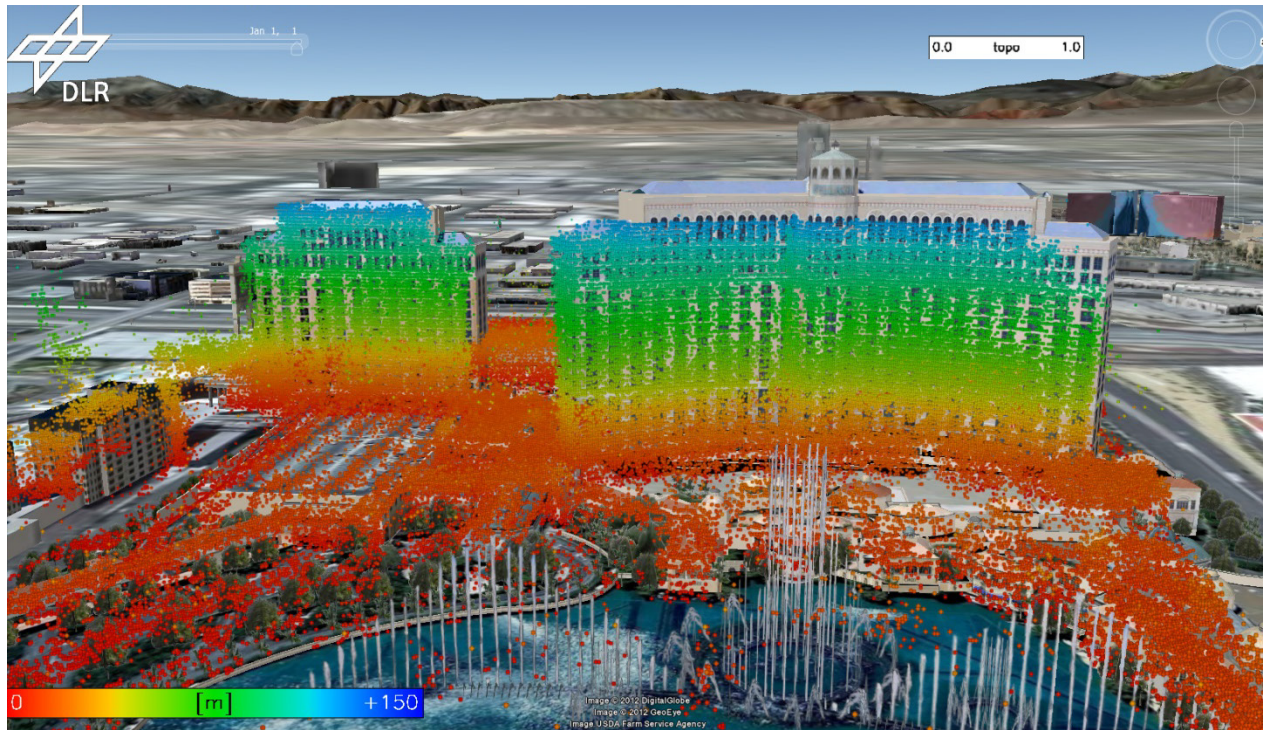 Jan 1, 1
0.0 topo 1.0
DLR
0 [m] +150
Image © 2012 DigitalGlobe
Image © 2012 GeoEye
Image USDA Farm Service Agency